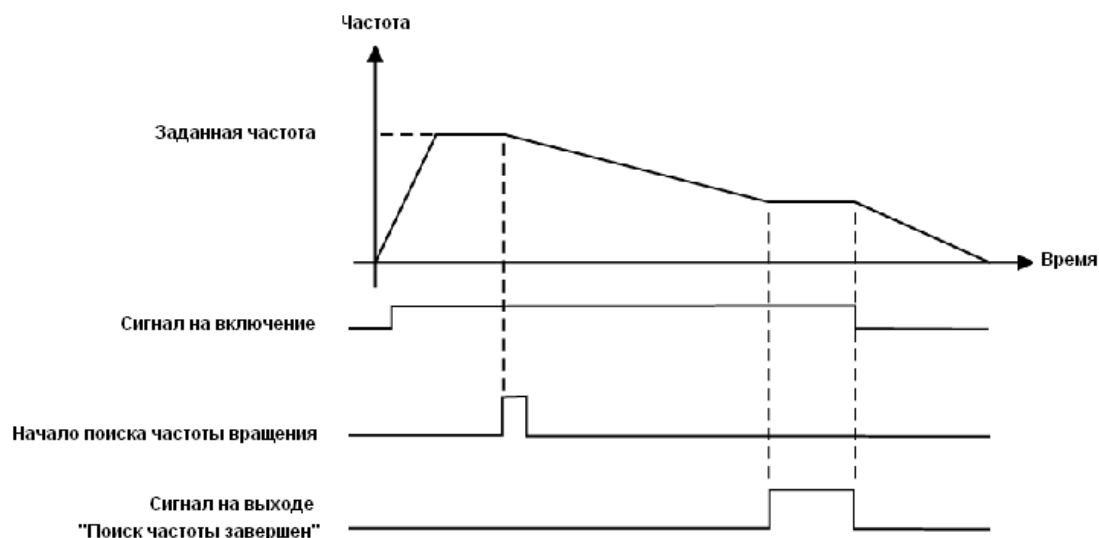 Частота
Заданная частота
Время
Сигнал на включение
Начало поиска частоты вращения
Сигнал на выходе
"Поиск частоты завершен"